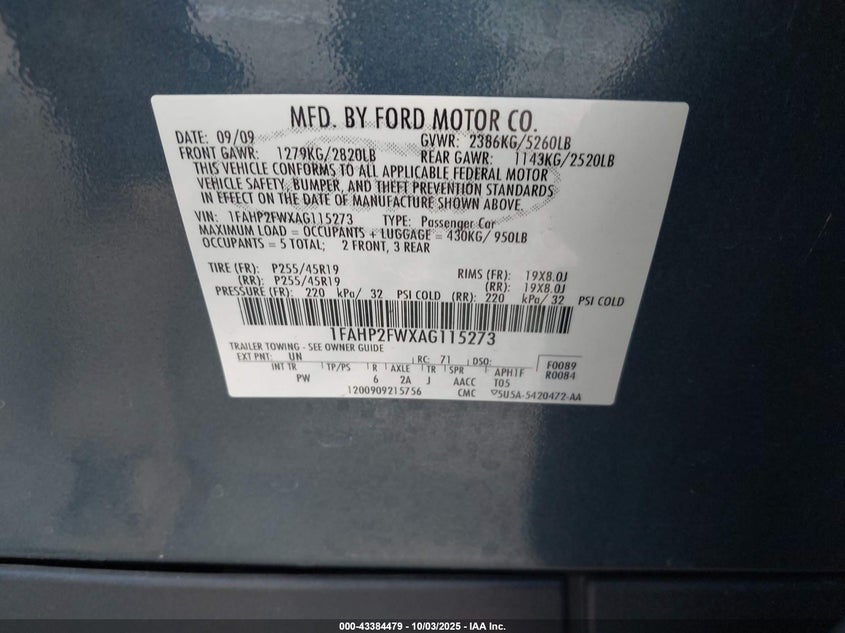 MFD. BY FORD MOTOR CO.
DATE: 09/09 GVWR: 2386KG/5260LB
FRONT GAWR: 1279KG/2820LB REAR GAWR: 1143KG/2520LB
THIS VEHICLE CONFORMS TO ALL APPLICABLE FEDERAL MOTOR
VEHICLE SAFETY, BUMPER, AND THEFT PREVENTION STANDARDS
IN EFFECT ON THE DATE OF MANUFACTURE SHOWN ABOVE.
VIN: 1FAHP2FWXAG115273 TYPE: Passenger Car
MAXIMUM LOAD = OCCUPANTS + LUGGAGE = 430KG/ 950LB
OCCUPANTS = 5 TOTAL; 2 FRONT, 3 REAR
TIRE (FR): P255/45R19 RIMS (FR): 19X8.0J
(RR): P255/45R19 (RR): 19X8.0J
PRESSURE (FR): 220 kPa/ 32 PSI COLD (RR): 220 kPa/ 32 PSI COLD
1FAHP2FWXAG115273
TRAILER TOWING - SEE OWNER GUIDE
EXT PNT: UN RC: 71 DSO: F0089
INT TR TP/PS R AXLE TR SPR APH1F R0084
PW 6 2A J AACC T05
1200909215756 CMC 5U5A-5420472-AA
000-43384479 - 10/03/2025 - IAA Inc.